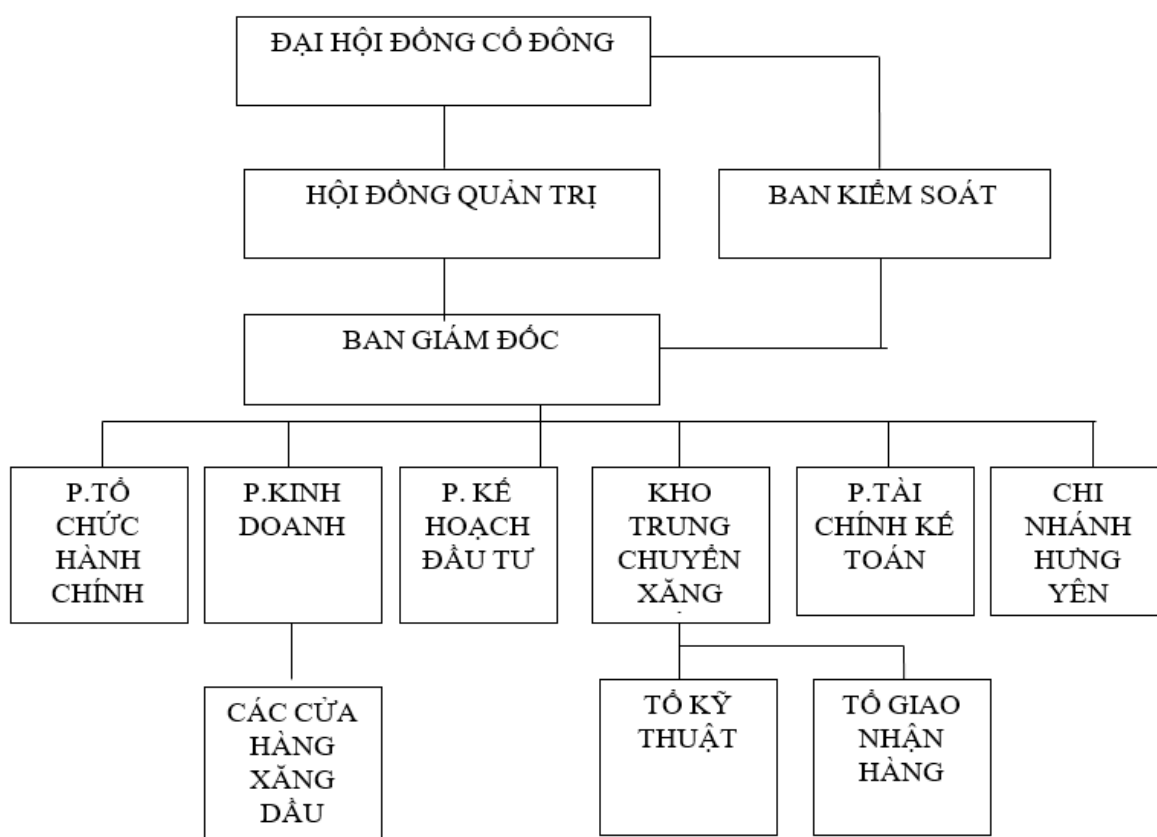 ĐẠI HỘI ĐỒNG CỔ ĐÔNG
HỘI ĐỒNG QUẢN TRỊ
BAN KIỂM SOÁT
BAN GIÁM ĐỐC
P.TỔ
CHỨC
HÀNH
CHÍNH
P.KINH
DOANH
P. KẾ
HOẠCH
ĐẦU TƯ
KHO
TRUNG
CHUYỂN
XĂNG
P.TÀI
CHÍNH KẾ
TOÁN
CHI
NHÁNH
HƯNG
YÊN
CÁC CỬA
HÀNG
XĂNG
DẦU
TỔ KỸ
THUẬT
TỔ GIAO
NHẬN
HÀNG